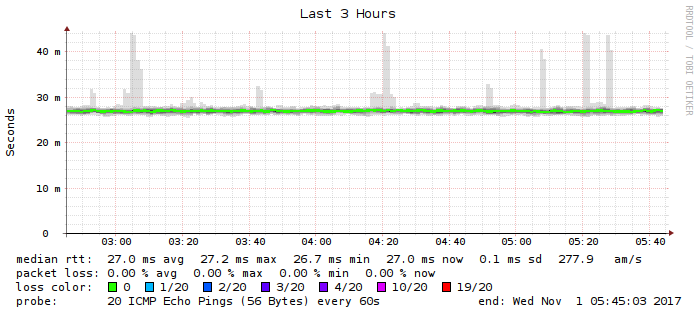 Last 3 Hours
RRDTOOL / TOBI OETIKER
Seconds
40 m
30 m
20 m
10 m
0
03:00 03:20 03:40 04:00 04:20 04:40 05:00 05:20 05:40
median rtt: 27.0 ms avg 27.2 ms max 26.7 ms min 27.0 ms now 0.1 ms sd 277.9 am/s
packet loss: 0.00 % avg 0.00 % max 0.00 % min 0.00 % now
loss color: 0 1/20 2/20 3/20 4/20 10/20 19/20
probe: 20 ICMP Echo Pings (56 Bytes) every 60s end: Wed Nov 1 05:45:03 2017